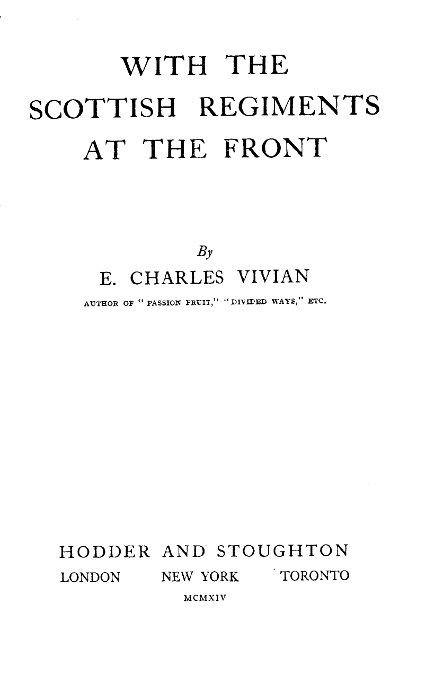 WITH THE
SCOTTISH REGIMENTS
AT THE FRONT
By
E. CHARLES VIVIAN
AUTHOR OF "PASSION FRUIT," "DIVIDED WAYS," ETC.
HODDER AND STOUGHTON
LONDON NEW YORK TORONTO
MCMXIV